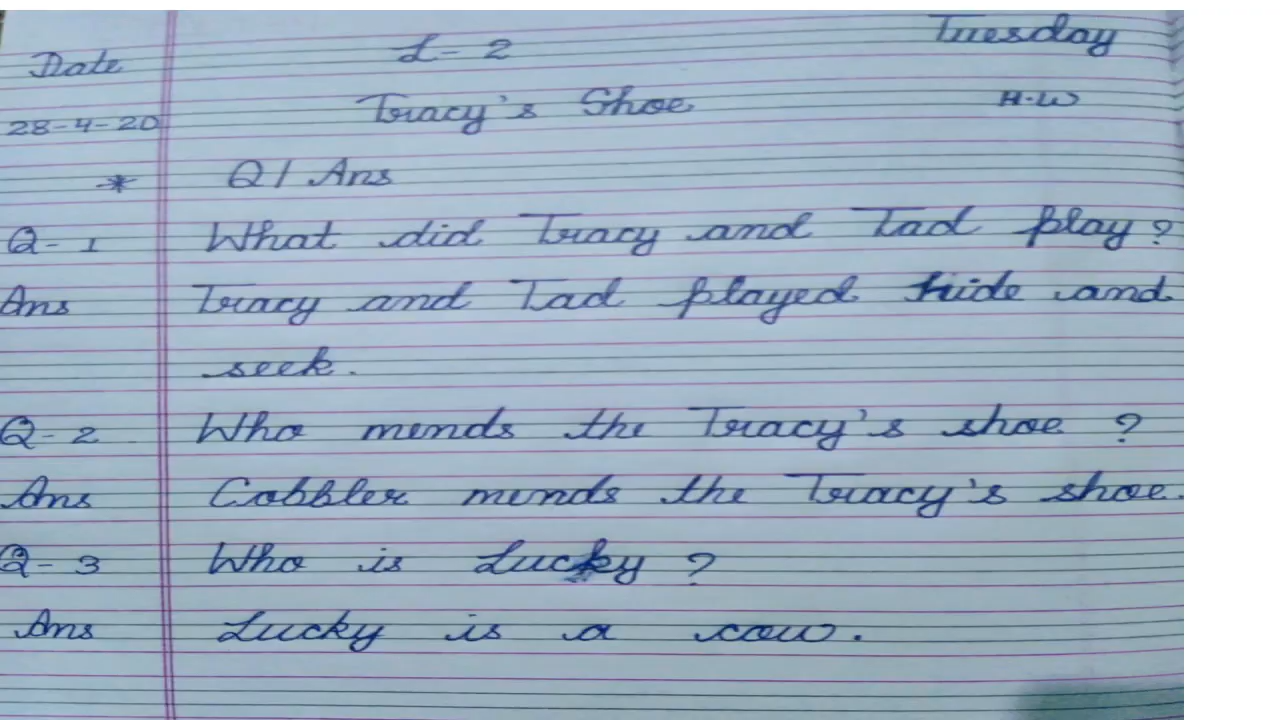 Date L-2 Tuesday
28-4-20 Tracy's Shoe H.W
* Q/Ans
Q-1 What did Tracy and Tad play?
Ans Tracy and Tad played hide and
seek.
Q-2 Who mends the Tracy's shoe ?
Ans Cobbler mends the Tracy's shoe.
Q-3 Who is Lucky ?
Ans Lucky is a cow.